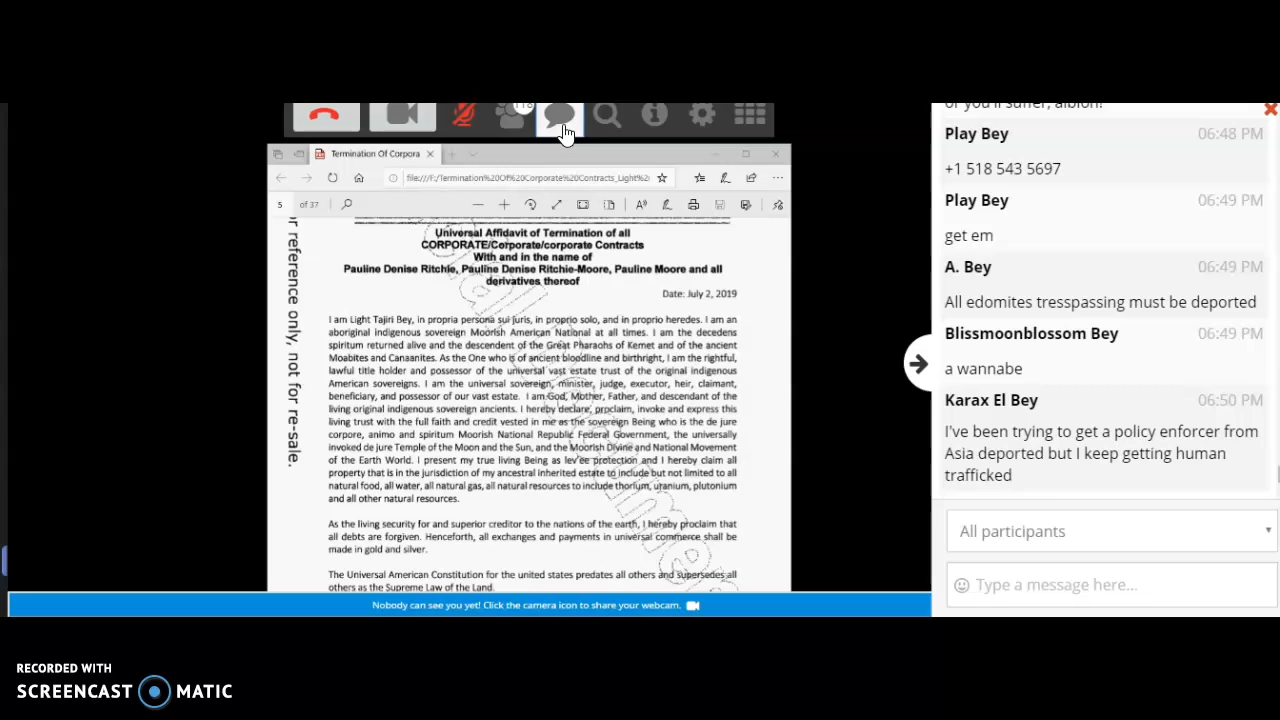 118
Termination Of Corpora
file:///F:/Termination%20Of%20Corporate%20Contracts_Light%2
5 of 37
or reference only, not for re-sale.
Universal Affidavit of Termination of all
CORPORATE/Corporate/corporate Contracts
With and in the name of
Pauline Denise Ritchie, Pauline Denise Ritchie-Moore, Pauline Moore and all
derivatives thereof
Date: July 2, 2019
I am Light Tajiri Bey, in propria persona sui juris, in proprio solo, and in proprio heredes. I am an
aboriginal indigenous sovereign Moorish American National at all times. I am the decedens
spiritum returned alive and the descendent of the Great Pharaohs of Kemet and of the ancient
Moabites and Canaanites. As the One who is of ancient bloodline and birthright, I am the rightful,
lawful title holder and possessor of the universal vast estate trust of the original indigenous
American sovereigns. I am the universal sovereign, minister, judge, executor, heir, claimant,
beneficiary, and possessor of our vast estate. I am God, Mother, Father, and descendant of the
living original indigenous sovereign ancients. I hereby declare, proclaim, invoke and express this
living trust with the full faith and credit vested in me as the sovereign Being who is the de jure
corpore, animo and spiritum Moorish National Republic Federal Government, the universally
invoked de jure Temple of the Moon and the Sun, and the Moorish Divine and National Movement
of the Earth World. I present my true living Being as levée protection and I hereby claim all
property that is in the jurisdiction of my ancestral inherited estate to include but not limited to all
natural food, all water, all natural gas, all natural resources to include thorium, uranium, plutonium
and all other natural resources.
As the living security for and superior creditor to the nations of the earth, I hereby proclaim that
all debts are forgiven. Henceforth, all exchanges and payments in universal commerce shall be
made in gold and silver.
The Universal American Constitution for the united states predates all others and supersedes all
others as the Supreme Law of the Land.
Nobody can see you yet! Click the camera icon to share your webcam.
or you'll suffer, albion!
Play Bey 06:48 PM
+1 518 543 5697
Play Bey 06:49 PM
get em
A. Bey 06:49 PM
All edomites tresspassing must be deported
Blissmoonblossom Bey 06:49 PM
a wannabe
Karax El Bey 06:50 PM
I've been trying to get a policy enforcer from
Asia deported but I keep getting human
trafficked
All participants
Type a message here...
RECORDED WITH
SCREENCAST MATIC